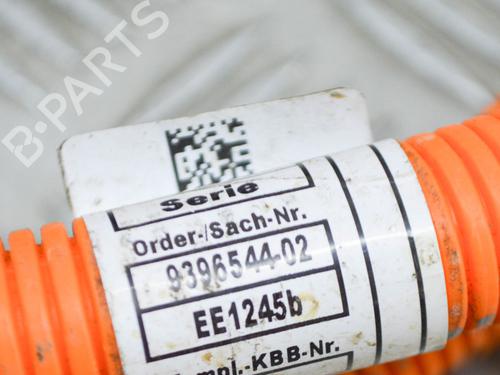 B-PARTS
Serie
Order-/Sach-Nr.
9396544-02
EE1245b
-KBB-Nr.